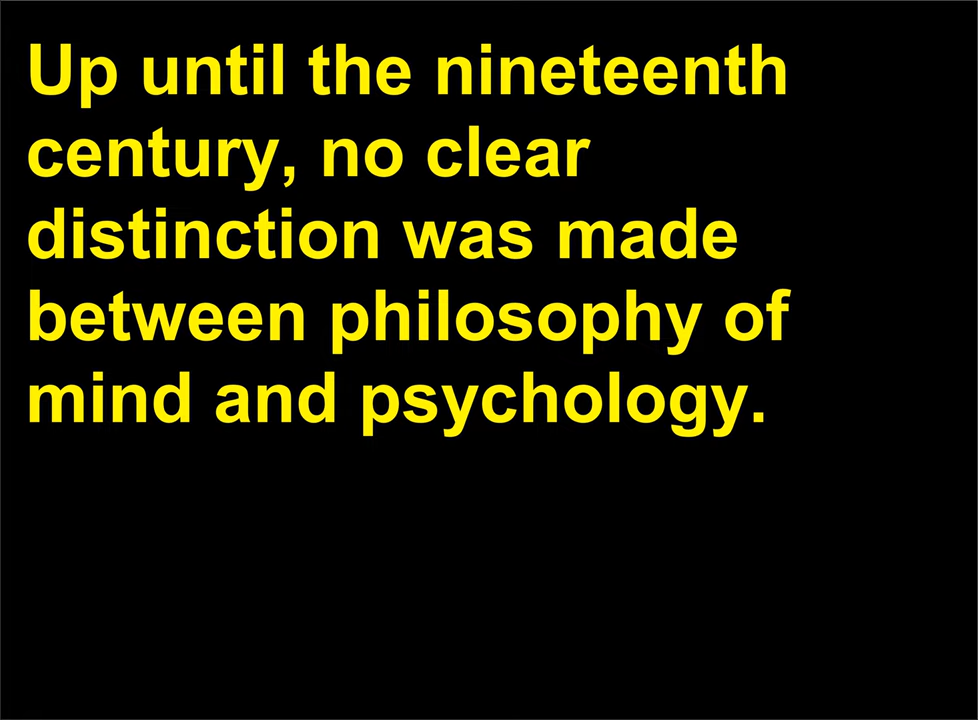 Up until the nineteenth
century, no clear
distinction was made
between philosophy of
mind and psychology.